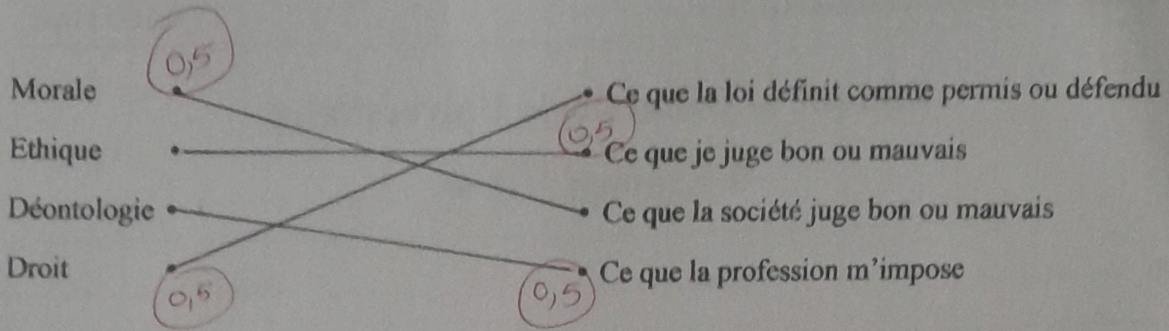 0,5
Morale Ce que la loi définit comme permis ou défendu
0,5
Ethique Ce que je juge bon ou mauvais
Déontologie Ce que la société juge bon ou mauvais
Droit Ce que la profession m'impose
0,5 0,5